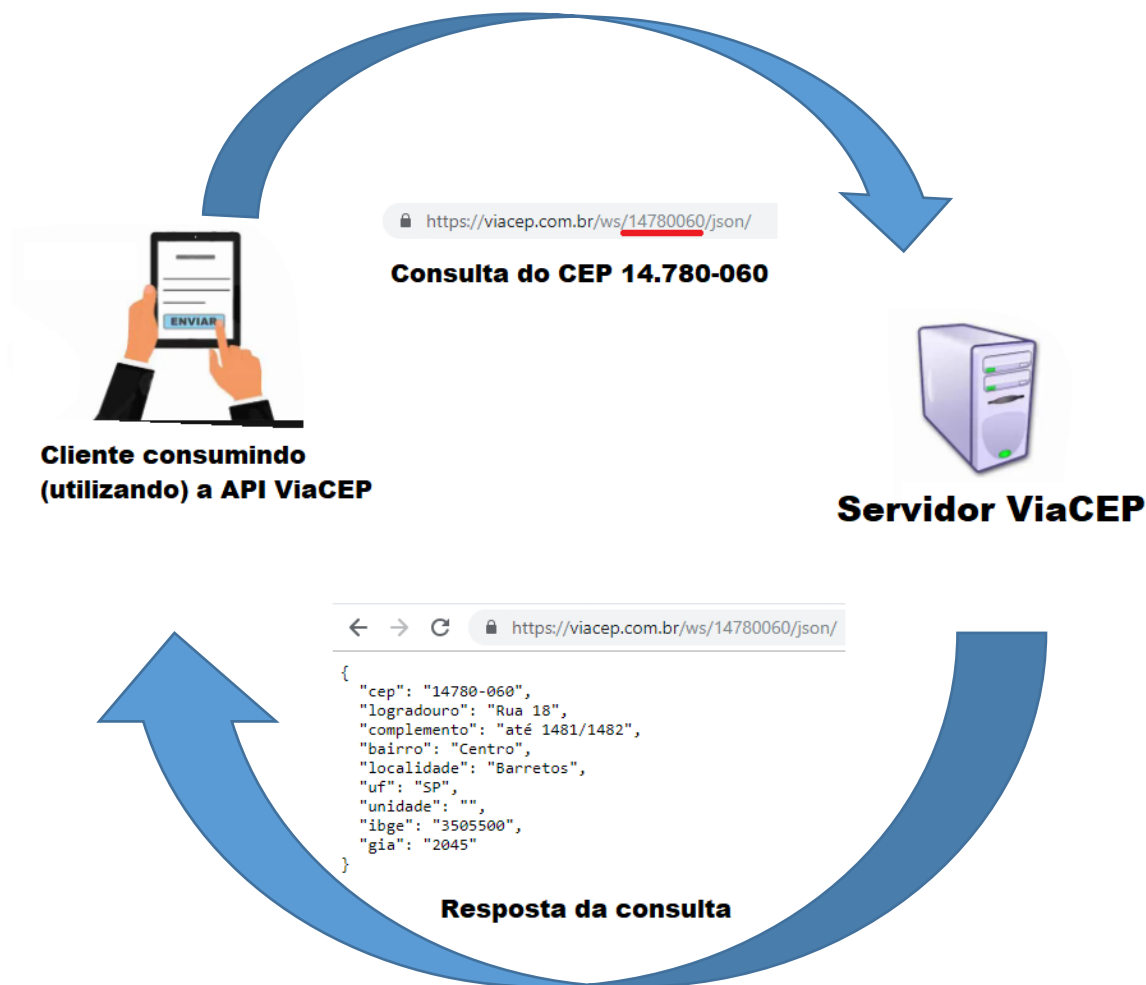 https://viacep.com.br/ws/14780060/json/
Consulta do CEP 14.780-060
ENVIAR
Cliente consumindo
(utilizando) a API ViaCEP
Servidor ViaCEP
https://viacep.com.br/ws/14780060/json/
{
"cep": "14780-060",
"logradouro": "Rua 18",
"complemento": "até 1481/1482",
"bairro": "Centro",
"localidade": "Barretos",
"uf": "SP",
"unidade": "",
"ibge": "3505500",
"gia": "2045"
}
Resposta da consulta